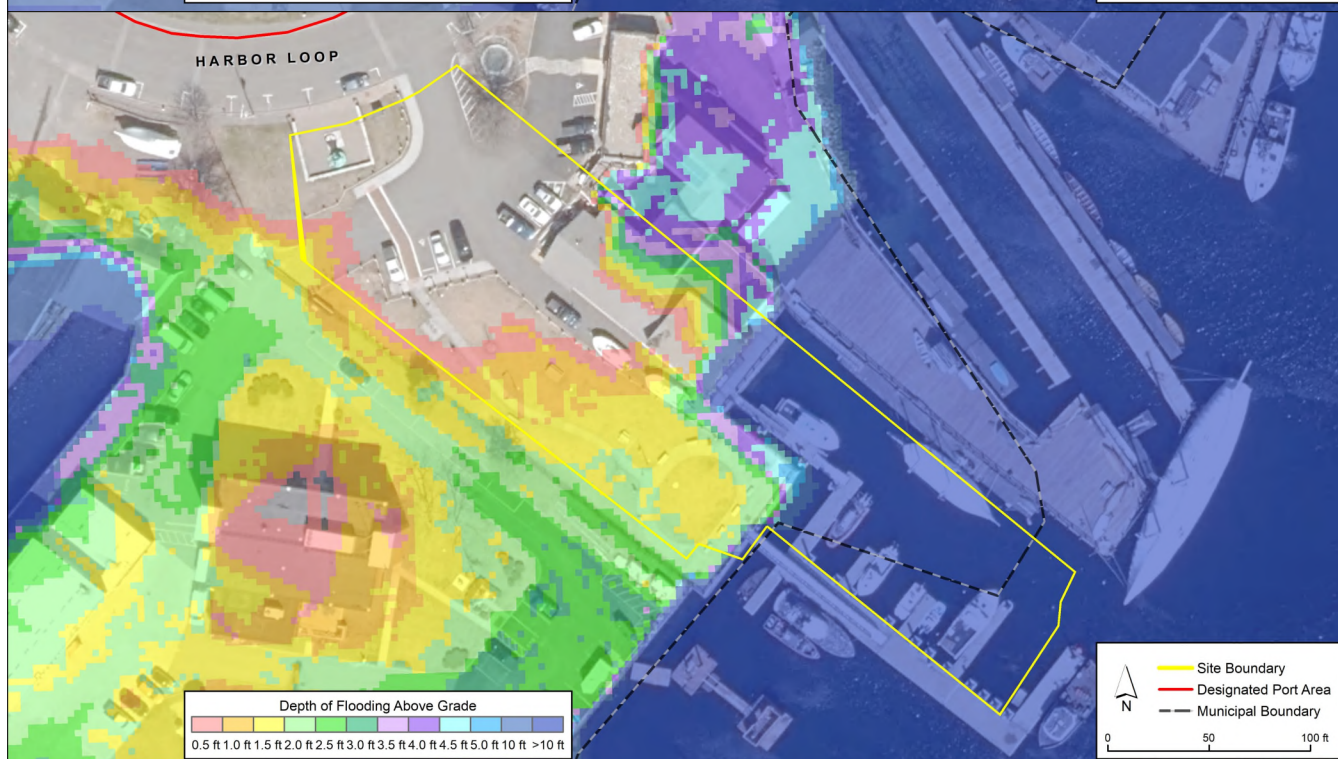 HARBOR LOOP
Depth of Flooding Above Grade
0.5 ft 1.0 ft 1.5 ft 2.0 ft 2.5 ft 3.0 ft 3.5 ft 4.0 ft 4.5 ft 5.0 ft 10 ft >10 ft
Site Boundary
Designated Port Area
Municipal Boundary
N
0 50 100 ft